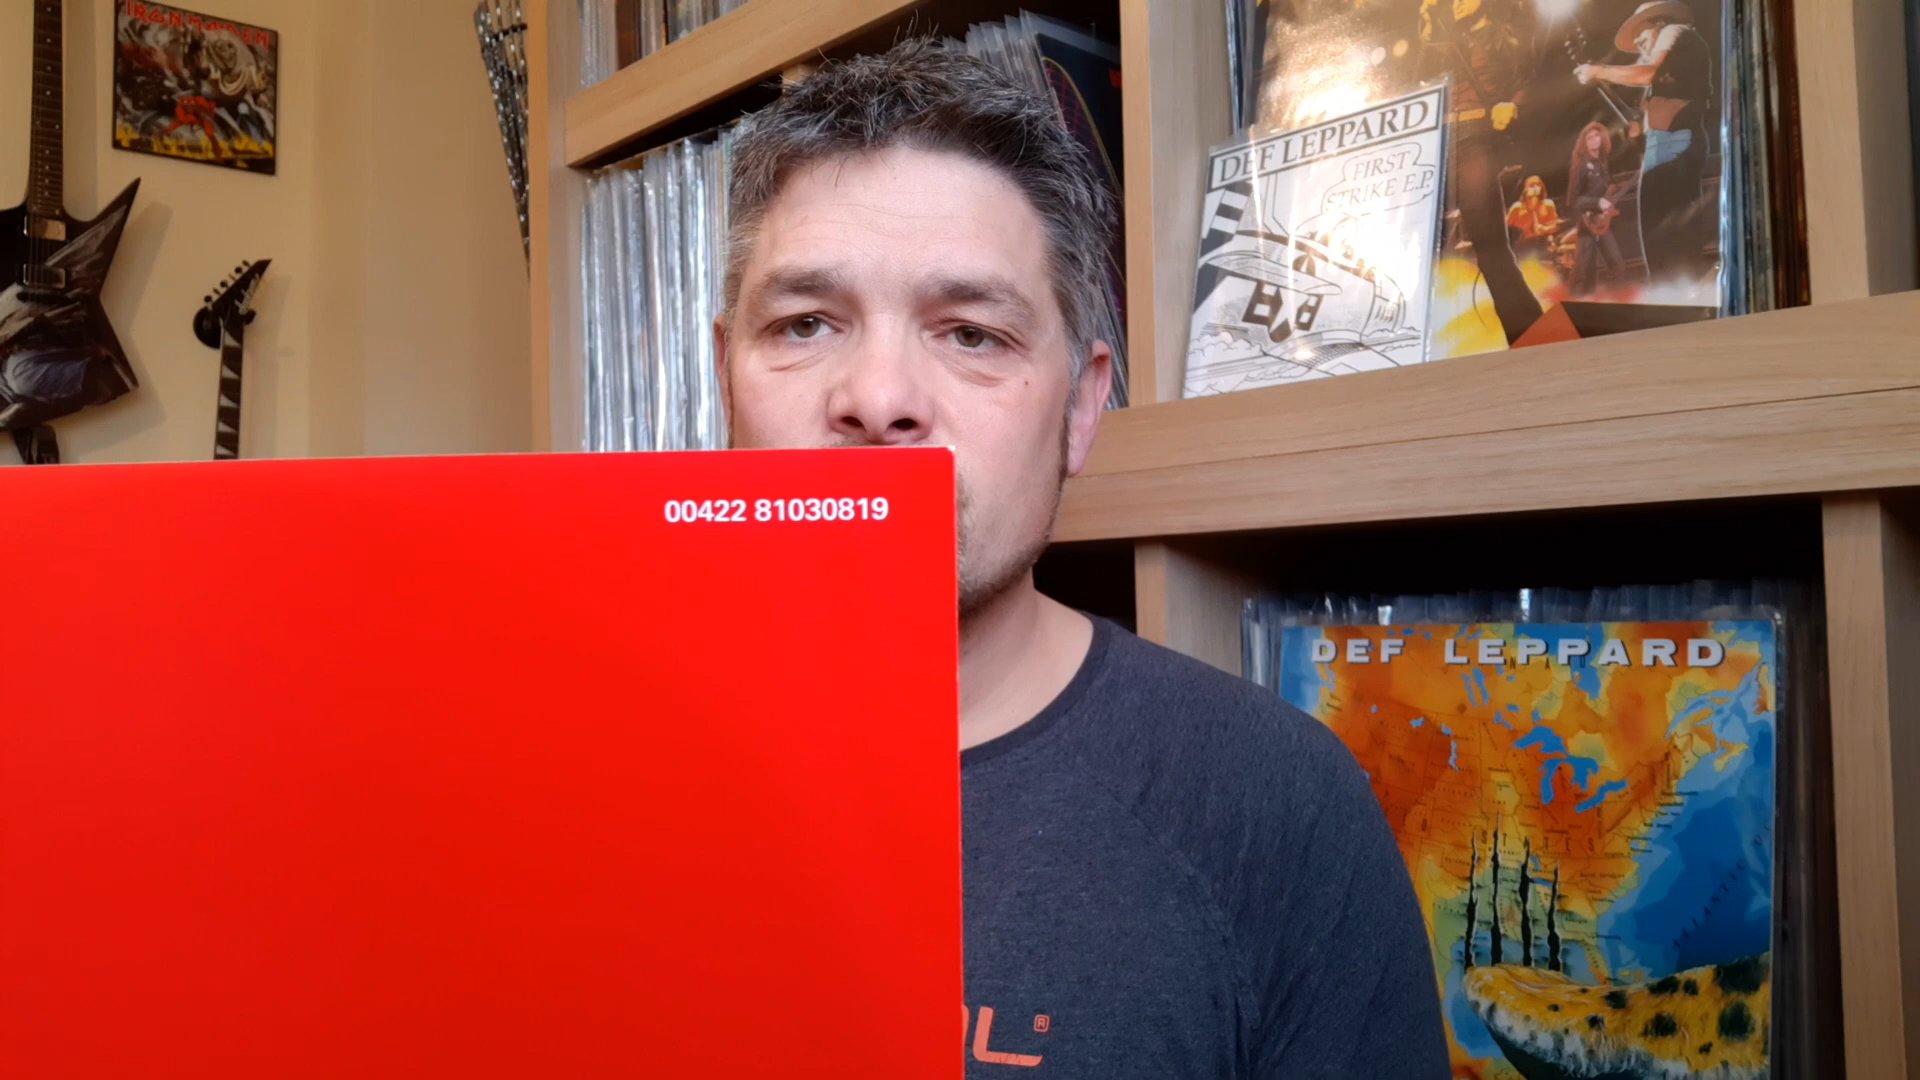 IRON MAIDEN
DEF LEPPARD
FIRST
STRIKE E.P.
00422 81030819
DEF LEPPARD